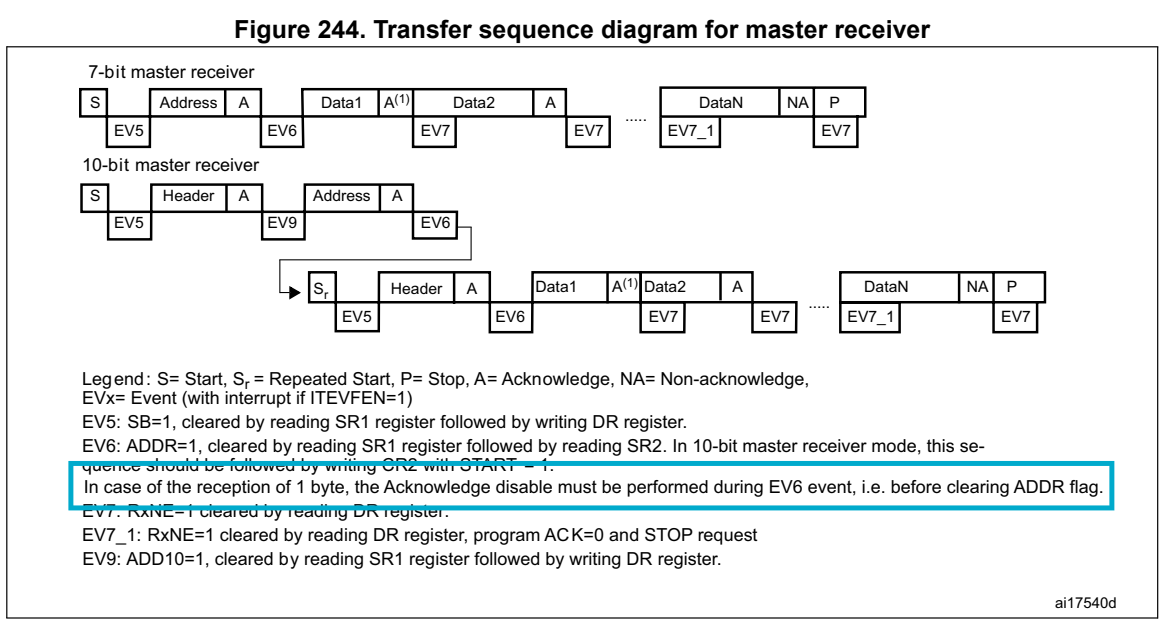 Figure 244. Transfer sequence diagram for master receiver
7-bit master receiver
S Address A Data1 A(1) Data2 A ..... DataN NA P
EV5 EV6 EV7 EV7 EV7_1 EV7
10-bit master receiver
S Header A Address A
EV5 EV9 EV6
Sr Header A Data1 A(1) Data2 A ..... DataN NA P
EV5 EV6 EV7 EV7 EV7_1 EV7
Legend: S= Start, Sr = Repeated Start, P= Stop, A= Acknowledge, NA= Non-acknowledge,
EVx= Event (with interrupt if ITEVFEN=1)
EV5: SB=1, cleared by reading SR1 register followed by writing DR register.
EV6: ADDR=1, cleared by reading SR1 register followed by reading SR2. In 10-bit master receiver mode, this se-
quence should be followed by writing CR2 with START = 1.
In case of the reception of 1 byte, the Acknowledge disable must be performed during EV6 event, i.e. before clearing ADDR flag.
EV7: RxNE=1 cleared by reading DR register.
EV7_1: RxNE=1 cleared by reading DR register, program ACK=0 and STOP request
EV9: ADD10=1, cleared by reading SR1 register followed by writing DR register.
ai17540d